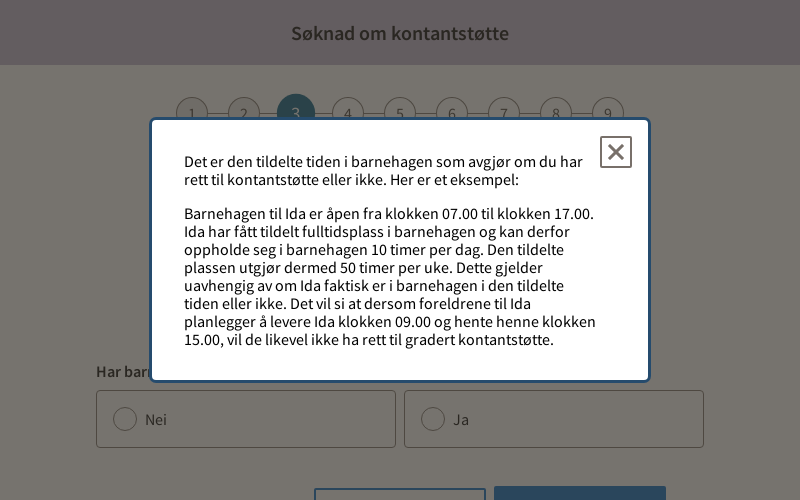 Søknad om kontantstøtte
1 2 3 4 5 6 7 8 9
Det er den tildelte tiden i barnehagen som avgjør om du har
rett til kontantstøtte eller ikke. Her er et eksempel:
Barnehagen til Ida er åpen fra klokken 07.00 til klokken 17.00.
Ida har fått tildelt fulltidsplass i barnehagen og kan derfor
oppholde seg i barnehagen 10 timer per dag. Den tildelte
plassen utgjør dermed 50 timer per uke. Dette gjelder
uavhengig av om Ida faktisk er i barnehagen i den tildelte
tiden eller ikke. Det vil si at dersom foreldrene til Ida
planlegger å levere Ida klokken 09.00 og hente henne klokken
15.00, vil de likevel ikke ha rett til gradert kontantstøtte.
Har
Nei
Ja